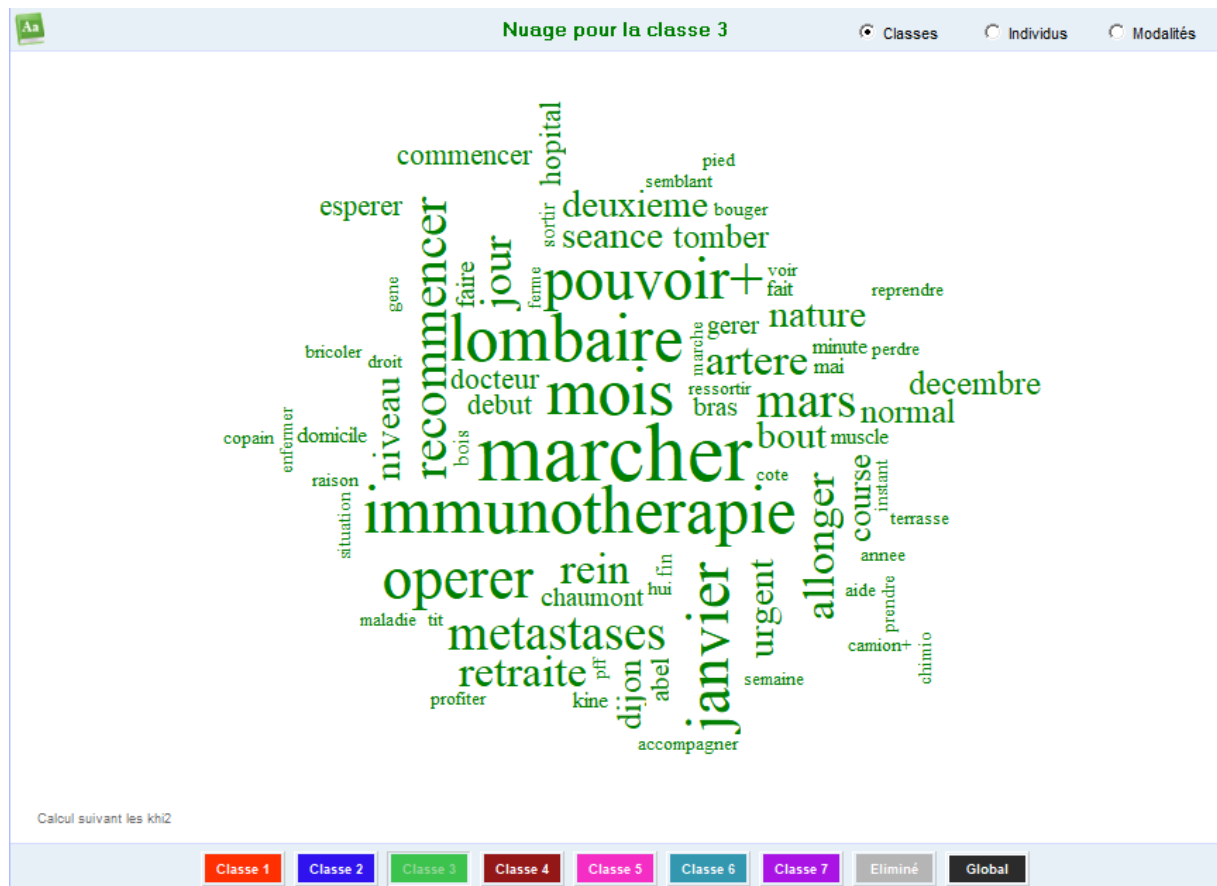 Aa
Nuage pour la classe 3
Classes
Individus
Modalités
hopital
commencer
pied
semblant
esperer
recommencer
sortir
deuxieme
bouger
jour
seance
tomber
faire
gene
ferme
pouvoir+
voir
fait
reprendre
lombaire
marche
gerer
nature
bricoler
droit
artere
minute
perdre
mai
docteur
mois
ressortir
decembre
niveau
debut
bras
mars
normal
copain
enfermer
domicile
bois
marcher
bout
muscle
raison
cote
allonger
course
instant
situation
immunotherapie
terrasse
operer
rein
fin
janvier
urgent
annee
chaumont
hui
aide
prendre
maladie
tit
metastases
camion+
chimio
retraite
pff
dijon
abel
semaine
profiter
kine
accompagner
Calcul suivant les khi2
Classe 1
Classe 2
Classe 3
Classe 4
Classe 5
Classe 6
Classe 7
Eliminé
Global